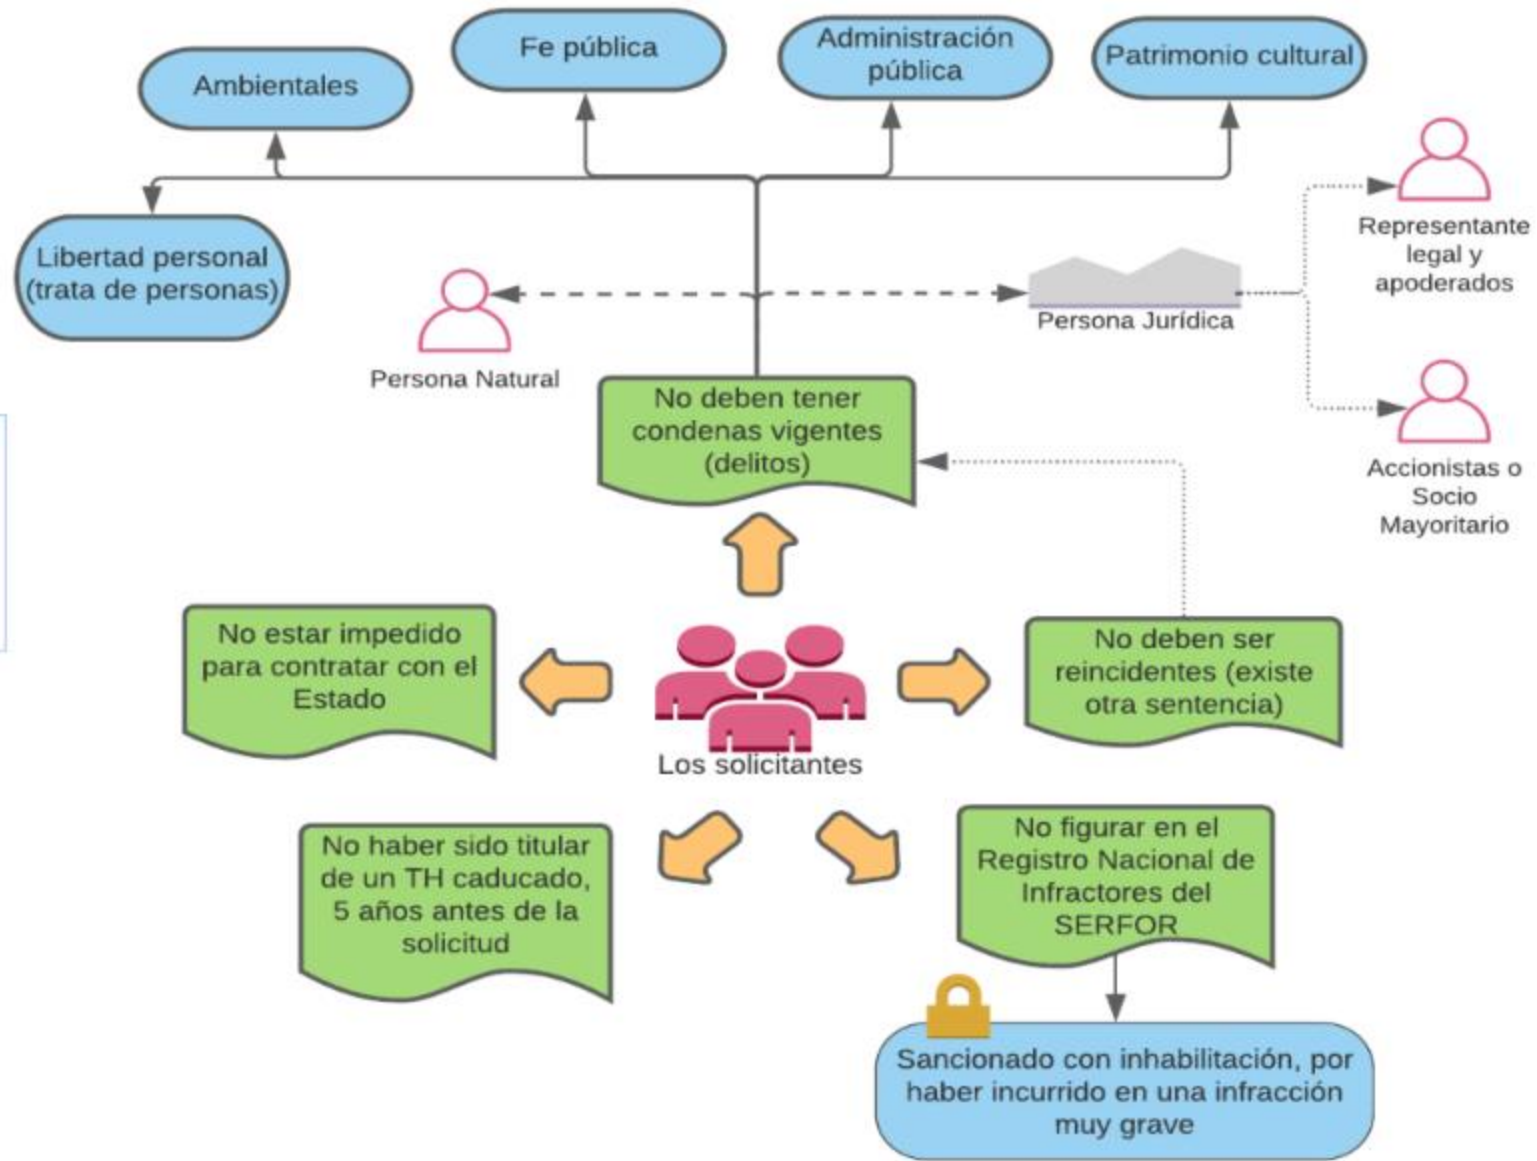 Ambientales
Fe pública
Administración
pública
Patrimonio cultural
Libertad personal
(trata de personas)
Persona Natural
Persona Jurídica
Representante
legal y
apoderados
Accionistas o
Socio
Mayoritario
No deben tener
condenas vigentes
(delitos)
No estar impedido
para contratar con el
Estado
Los solicitantes
No deben ser
reincidentes (existe
otra sentencia)
No haber sido titular
de un TH caducado,
5 años antes de la
solicitud
No figurar en el
Registro Nacional de
Infractores del
SERFOR
Sancionado con inhabilitación, por
haber incurrido en una infracción
muy grave